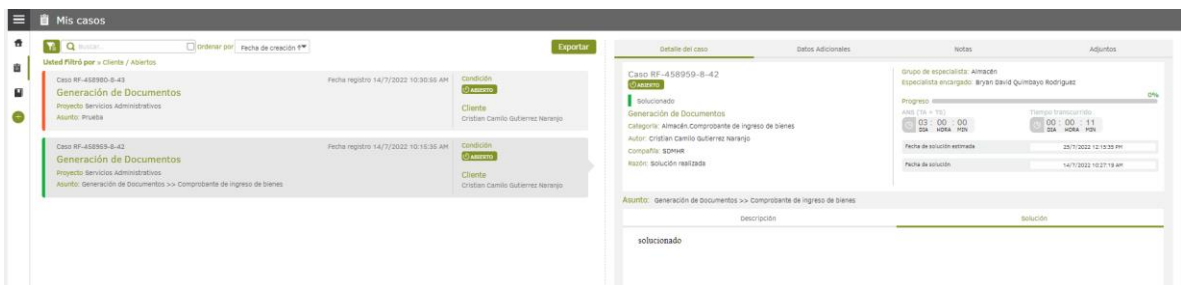 Mis casos
Buscar...
Ordenar por
Fecha de creación
Exportar
Usted Filtró por » Cliente / Abiertos
Caso RF-458980-8-43
Fecha registro 14/7/2022 10:30:55 AM
Generación de Documentos
Proyecto Servicios Administrativos
Asunto: Prueba
Condición
ABIERTO
Cliente
Cristian Camilo Gutierrez Naranjo
Caso RF-458959-8-42
Fecha registro 14/7/2022 10:15:35 AM
Generación de Documentos
Proyecto Servicios Administrativos
Asunto: Generación de Documentos >> Comprobante de ingreso de bienes
Condición
ABIERTO
Cliente
Cristian Camilo Gutierrez Naranjo
Detalle del caso
Datos Adicionales
Notas
Adjuntos
Caso RF-458959-8-42
ABIERTO
Solucionado
Generación de Documentos
Categoría: Almacén.Comprobante de ingreso de bienes
Autor: Cristian Camilo Gutierrez Naranjo
Compañía: SDMHR
Razón: Solución realizada
Grupo de especialista: Almacén
Especialista encargado: Bryan David Quimbayo Rodriguez
Progreso
0%
ANS (TA + TS)
03 : 00 : 00
DIA HORA MIN
Tiempo transcurrido
00 : 00 : 11
DIA HORA MIN
Fecha de solución estimada
25/7/2022 12:15:35 PM
Fecha de solución
14/7/2022 10:27:19 AM
Asunto: Generación de Documentos >> Comprobante de ingreso de bienes
Descripción
Solución
solucionado